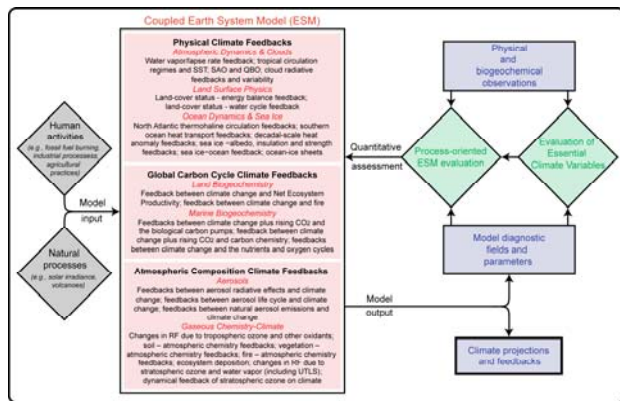 Coupled Earth System Model (ESM)
Physical Climate Feedbacks
Atmospheric Dynamics & Clouds
Water vapor/lapse rate feedback; tropical circulation
regimes and SST; SAO and QBO; cloud radiative
feedbacks and variability
Land Surface Physics
Land-cover status - energy balance feedback;
land-cover status - water cycle feedback
Ocean Dynamics & Sea Ice
North Atlantic thermohaline circulation feedbacks; southern
ocean heat transport feedbacks; decadal-scale heat
anomaly feedbacks; sea ice -albedo, insulation and strength
feedbacks; sea ice-ocean feedback; ocean-ice sheets
Global Carbon Cycle Climate Feedbacks
Land Biogeochemistry
Feedback between climate change and Net Ecosystem
Productivity; feedback between climate change and fire
Marine Biogeochemistry
Feedbacks between climate change plus rising CO2 and
the biological carbon pumps; feedback between climate
change plus rising CO2 and carbon chemistry; feedbacks
between climate change and the nutrients and oxygen cycles
Atmospheric Composition Climate Feedbacks
Aerosols
Feedbacks between aerosol radiative effects and climate
change; feedbacks between aerosol life cycle and climate
change; feedbacks between natural aerosol emissions and
climate change
Gaseous Chemistry-Climate
Changes in RF due to tropospheric ozone and other oxidants;
soil – atmospheric chemistry feedbacks; vegetation –
atmospheric chemistry feedbacks; fire – atmospheric chemistry
feedbacks; ecosystem deposition; changes in RF due to
stratospheric ozone and water vapor (including UTLS);
dynamical feedback of stratospheric ozone on climate
Human
activities
(e.g., fossil fuel burning,
industrial processess,
agricultural
practices)
Model
input
Natural
processes
(e.g., solar irradiance,
volcanoes)
Quantitative
assessment
Model
output
Physical
and
biogeochemical
observations
Process-oriented
ESM evaluation
Evaluation of
Essential
Climate Variables
Model diagnostic
fields and
parameters
Climate projections
and feedbacks